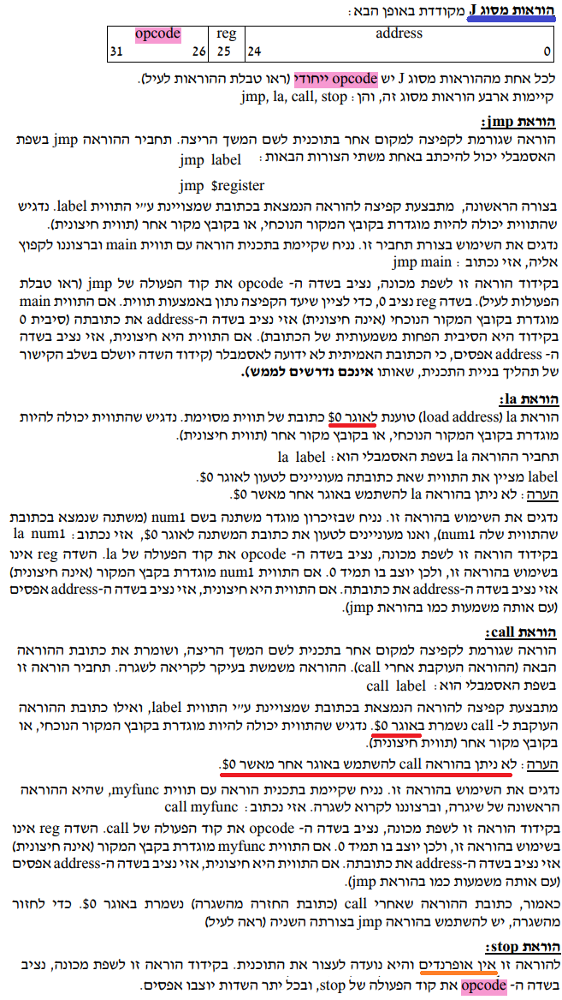 הוראות מסוג J מקודדת באופן הבא:
opcode reg address
31 26 25 24 0
לכל אחת מההוראות מסוג J יש opcode ייחודי (ראו טבלת ההוראות לעיל).
קיימות ארבע הוראות מסוג זה, והן: jmp, la, call, stop
הוראת jmp:
הוראה שגורמת לקפיצה למקום אחר בתוכנית לשם המשך הריצה. תחביר ההוראה jmp בשפת
האסמבלי יכול להיכתב באחת משתי הצורות הבאות: jmp label
jmp $register
בצורה הראשונה, מתבצעת קפיצה להוראה הנמצאת בכתובת שמצויינת ע״י התווית label. נדגיש
שהתווית יכולה להיות מוגדרת בקובץ המקור הנוכחי, או בקובץ מקור אחר (תווית חיצונית).
נדגים את השימוש בצורת תחביר זו. נניח שקיימת בתכנית הוראה עם תווית main וברצוננו לקפוץ
אליה, אזי נכתוב: jmp main
בקידוד הוראה זו לשפת מכונה, נציב בשדה ה- opcode את קוד הפעולה של jmp (ראו טבלת
הפעולות לעיל). בשדה reg נציב 0, כדי לציין שיעד הקפיצה נתון באמצעות תווית. אם התווית main
מוגדרת בקובץ המקור הנוכחי (אינה חיצונית) אזי נציב בשדה ה-address את כתובתה (סיבית 0
בקידוד היא הסיבית הפחות משמעותית של הכתובת). אם התווית היא חיצונית, אזי נציב בשדה
ה- address אפסים, כי הכתובת האמיתית לא ידועה לאסמבלר (קידוד השדה יושלם בשלב הקישור
של תהליך בניית התכנית, שאותו אינכם נדרשים לממש).
הוראת la:
הוראת la (load address) טוענת לאוגר $0 כתובת של תווית מסוימת. נדגיש שהתווית יכולה להיות
מוגדרת בקובץ המקור הנוכחי, או בקובץ מקור אחר (תווית חיצונית).
תחביר ההוראה la בשפת האסמבלי הוא: la label
label מציין את התווית שאת כתובתה מעוניינים לטעון לאוגר $0.
הערה: לא ניתן בהוראה la להשתמש באוגר אחר מאשר $0.
נדגים את השימוש בהוראה זו. נניח שבזיכרון מוגדר משתנה בשם num1 (משתנה שנמצא בכתובת
שהתווית שלה num1), ואנו מעוניינים לטעון את כתובת המשתנה לאוגר $0, אזי נכתוב: la num1
בקידוד הוראה זו לשפת מכונה, נציב בשדה ה- opcode את קוד הפעולה של la. השדה reg אינו
בשימוש בהוראה זו, ולכן יוצב בו תמיד 0. אם התווית num1 מוגדרת בקבץ המקור (אינה חיצונית)
אזי נציב בשדה ה-address את כתובתה. אם התווית היא חיצונית, אזי נציב בשדה ה-address אפסים
(עם אותה משמעות כמו בהוראת jmp).
הוראת call:
הוראה שגורמת לקפיצה למקום אחר בתכנית לשם המשך הריצה, ושומרת את כתובת ההוראה
הבאה (ההוראה העוקבת אחרי call). ההוראה משמשת בעיקר לקריאה לשגרה. תחביר הוראה זו
בשפת האסמבלי הוא: call label
מתבצעת קפיצה להוראה הנמצאת בכתובת שמצויינת ע״י התווית label, ואילו כתובת ההוראה
העוקבת ל- call נשמרת באוגר $0. נדגיש שהתווית יכולה להיות מוגדרת בקובץ המקור הנוכחי, או
בקובץ מקור אחר (תווית חיצונית).
הערה: לא ניתן בהוראה call להשתמש באוגר אחר מאשר $0.
נדגים את השימוש בהוראה זו. נניח שקיימת בתכנית הוראה עם תווית myfunc, שהיא ההוראה
הראשונה של שיגרה, וברצוננו לקרוא לשגרה. אזי נכתוב: call myfunc
בקידוד הוראה זו לשפת מכונה, נציב בשדה ה- opcode את קוד הפעולה של call. השדה reg אינו
בשימוש בהוראה זו, ולכן יוצב בו תמיד 0. אם התווית myfunc מוגדרת בקבץ המקור (אינה חיצונית)
אזי נציב בשדה ה-address את כתובתה. אם התווית היא חיצונית, אזי נציב בשדה ה-address אפסים
(עם אותה משמעות כמו בהוראת jmp).
כאמור, כתובת ההוראה שאחרי call (כתובת החזרה מהשגרה) נשמרת באוגר $0. כדי לחזור
מהשגרה, יש להשתמש בהוראה jmp בצורתה השניה (ראה לעיל)
הוראת stop:
להוראה זו אין אופרנדים והיא נועדה לעצור את התוכנית. בקידוד הוראה זו לשפת מכונה, נציב
בשדה ה- opcode את קוד הפעולה של stop, ובכל יתר השדות יוצבו אפסים.